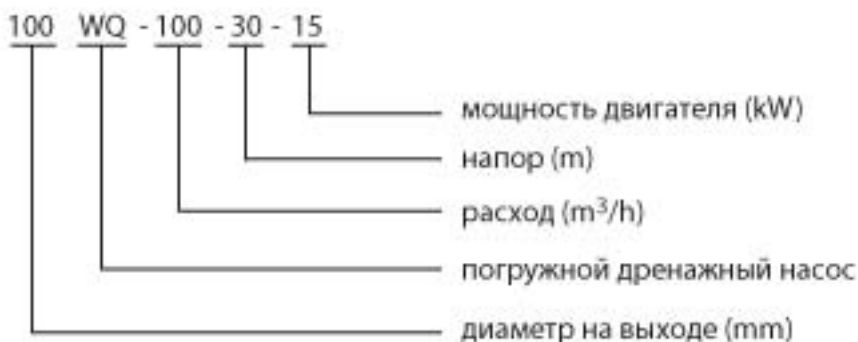 100 WQ - 100 - 30 - 15
мощность двигателя (kW)
напор (m)
расход (m³/h)
погружной дренажный насос
диаметр на выходе (mm)